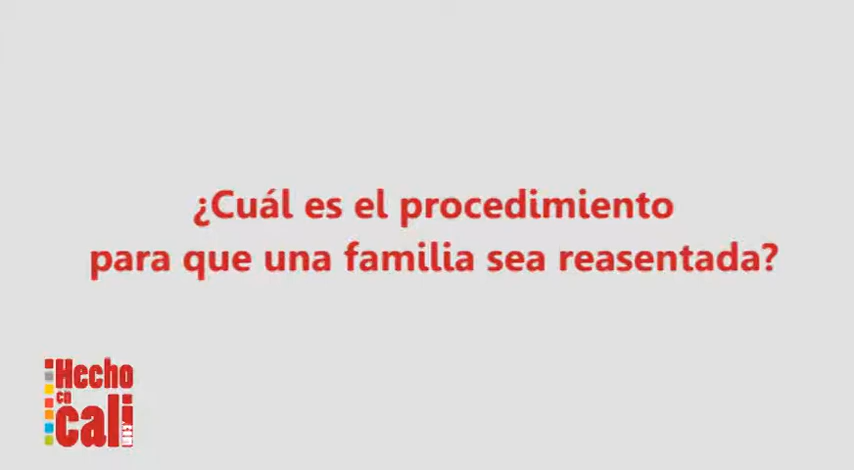 ¿Cuál es el procedimiento
para que una familia sea reasentada?
Hecho
en
cali